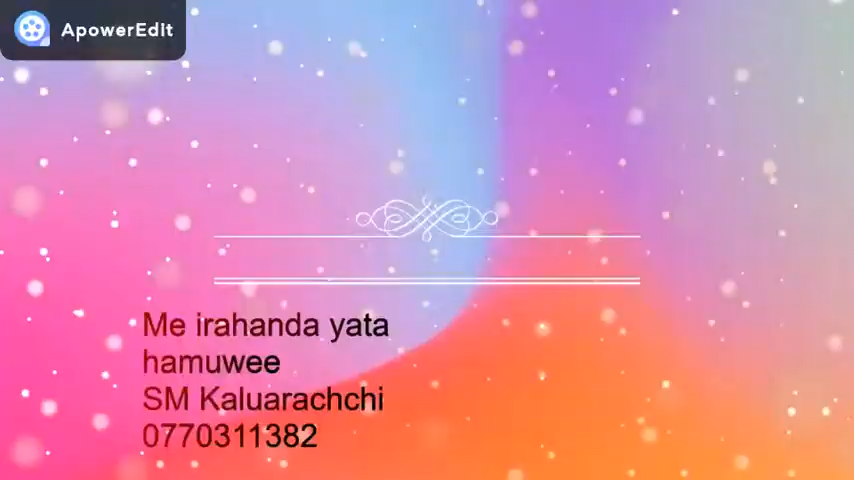 ApowerEdit
Me irahanda yata
hamuwee
SM Kaluarachchi
0770311382